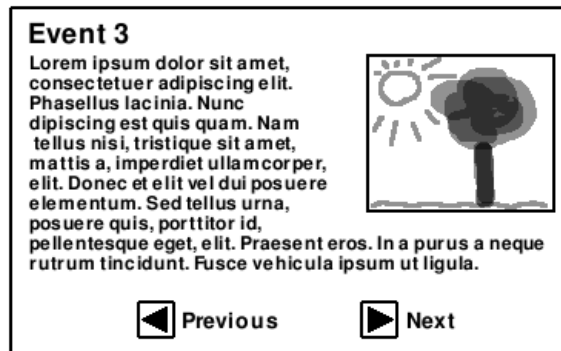 Event 3
Lorem ipsum dolor sit amet,
consectetuer adipiscing elit.
Phasellus lacinia. Nunc
dipiscing est quis quam. Nam
tellus nisi, tristique sit amet,
mattis a, imperdiet ullamcorper,
elit. Donec et elit vel dui posuere
elementum. Sed tellus urna,
posuere quis, porttitor id,
pellentesque eget, elit. Praesent eros. In a purus a neque
rutrum tincidunt. Fusce vehicula ipsum ut ligula.
Previous Next